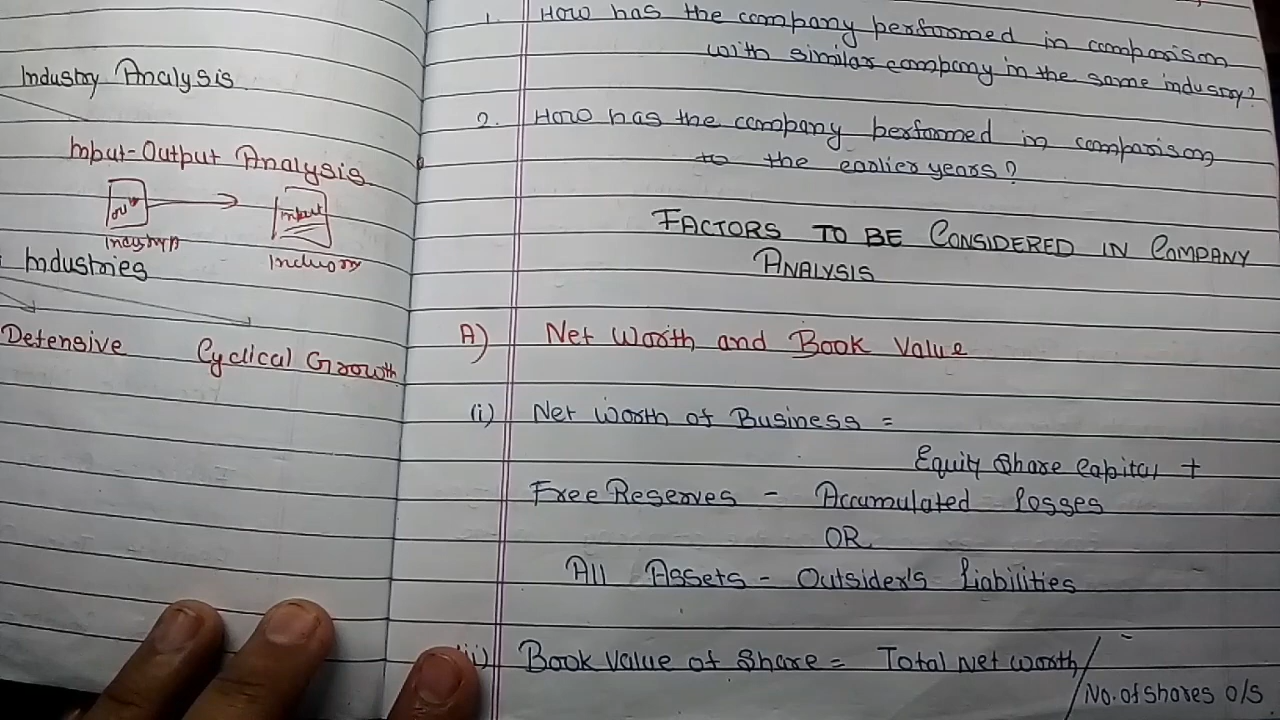 Industry Analysis
Input-Output Analysis
out
input
Industry A
Industry
Industries
Defensive Cyclical Growth
1. How has the company performed in comparison
with similar company in the same industry?
2. How has the company performed in comparison
to the earlier years?
FACTORS TO BE CONSIDERED IN COMPANY
ANALYSIS
A) Net Worth and Book Value
(i) Net Worth of Business =
Equity Share Capital +
Free Reserves - Accumulated Losses
OR
All Assets - Outsider's Liabilities
(ii) Book Value of Share = Total Net Worth/
No. of Shares O/S